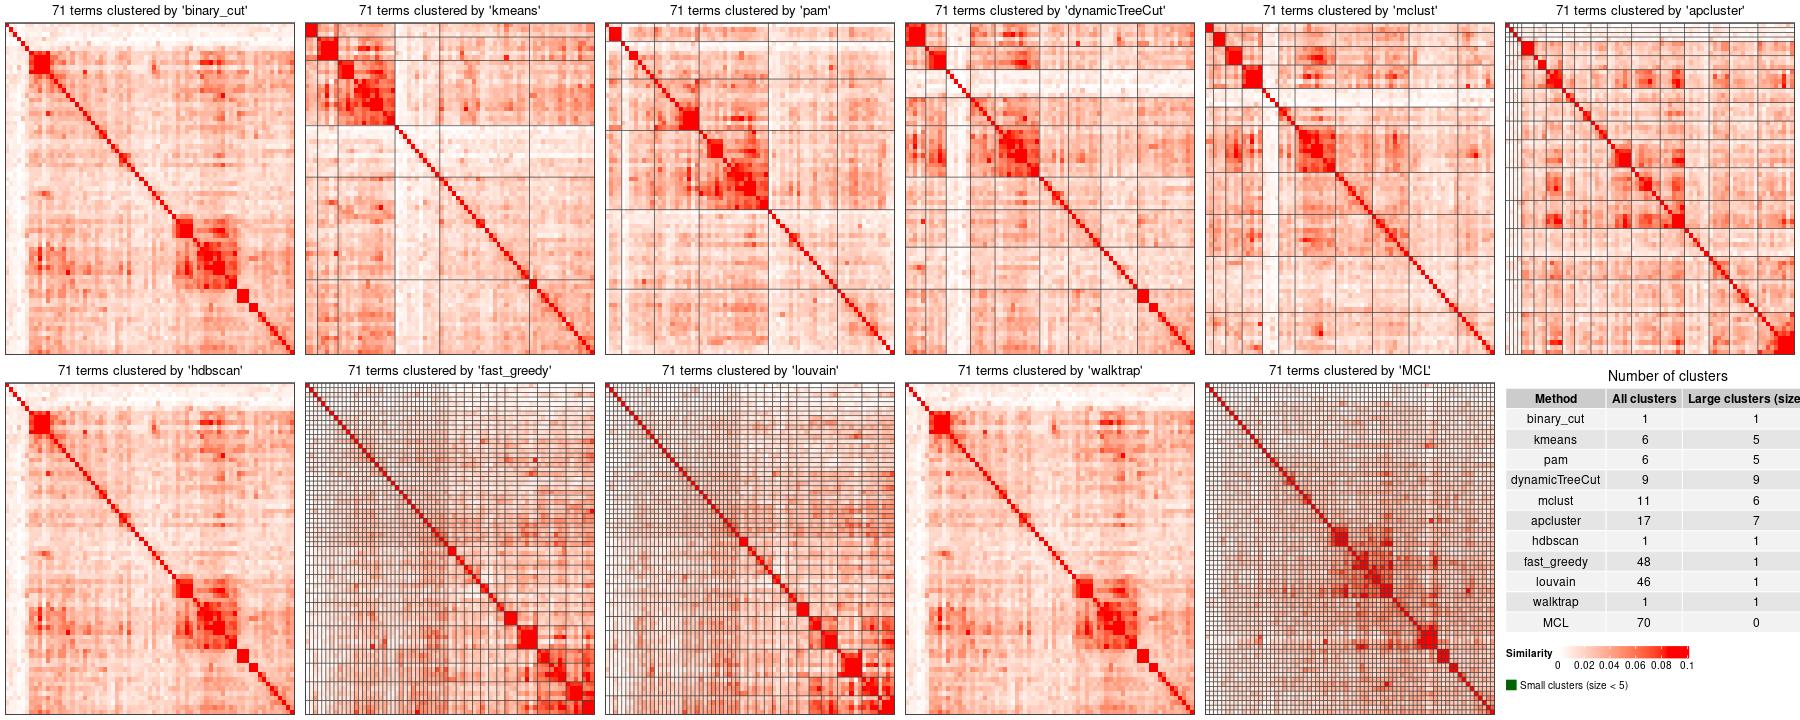 71 terms clustered by 'binary_cut'
71 terms clustered by 'kmeans'
71 terms clustered by 'pam'
71 terms clustered by 'dynamicTreeCut'
71 terms clustered by 'mclust'
71 terms clustered by 'apcluster'
71 terms clustered by 'hdbscan'
71 terms clustered by 'fast_greedy'
71 terms clustered by 'louvain'
71 terms clustered by 'walktrap'
71 terms clustered by 'MCL'
Number of clusters
Method All clusters Large clusters (size
binary_cut 1 1
kmeans 6 5
pam 6 5
dynamicTreeCut 9 9
mclust 11 6
apcluster 17 7
hdbscan 1 1
fast_greedy 48 1
louvain 46 1
walktrap 1 1
MCL 70 0
Similarity
0 0.02 0.04 0.06 0.08 0.1
Small clusters (size < 5)